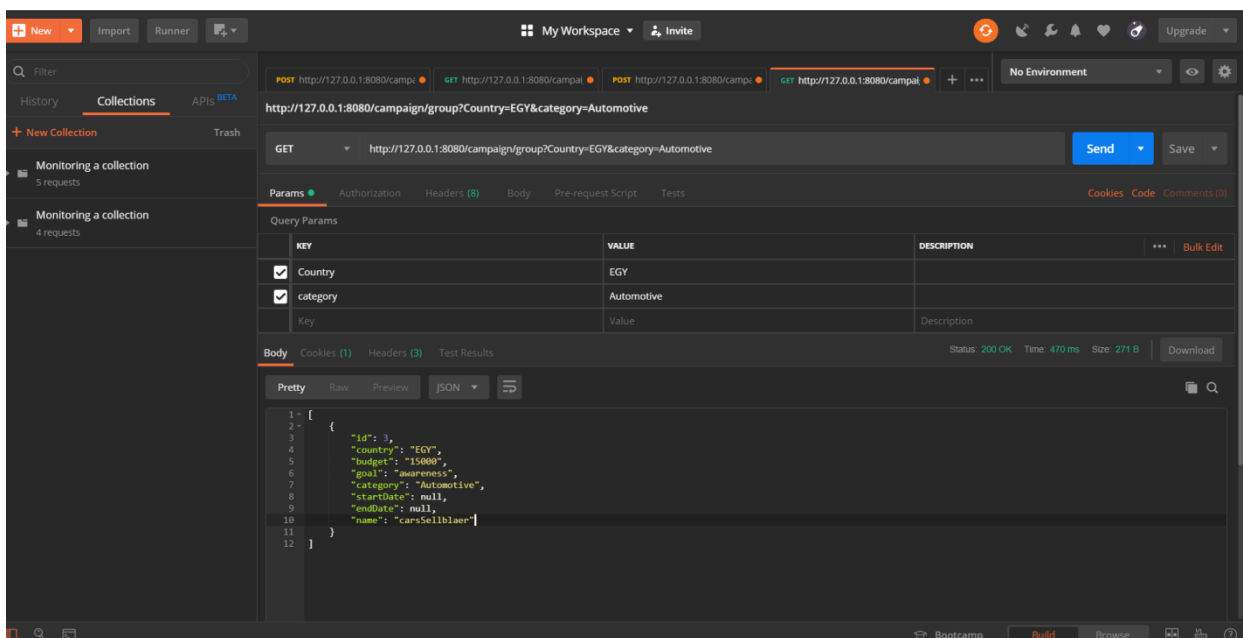 New Import Runner My Workspace Invite Upgrade
Filter
History Collections APIs BETA
New Collection Trash
Monitoring a collection
5 requests
Monitoring a collection
4 requests
POST http://127.0.0.1:8080/campa GET http://127.0.0.1:8080/campai POST http://127.0.0.1:8080/campa GET http://127.0.0.1:8080/campai + ... No Environment
http://127.0.0.1:8080/campaign/group?Country=EGY&category=Automotive
GET http://127.0.0.1:8080/campaign/group?Country=EGY&category=Automotive Send Save
Params Authorization Headers (8) Body Pre-request Script Tests Cookies Code Comments (0)
Query Params
KEY VALUE DESCRIPTION ... Bulk Edit
Country EGY
category Automotive
Key Value Description
Body Cookies (1) Headers (3) Test Results Status: 200 OK Time: 470 ms Size: 271 B Download
Pretty Raw Preview JSON
1 [
2 {
3 "id": 3,
4 "country": "EGY",
5 "budget": "15000",
6 "goal": "awareness",
7 "category": "Automotive",
8 "startDate": null,
9 "endDate": null,
10 "name": "carsSellblaer"
11 }
12 ]
Bootcamp Build Browse